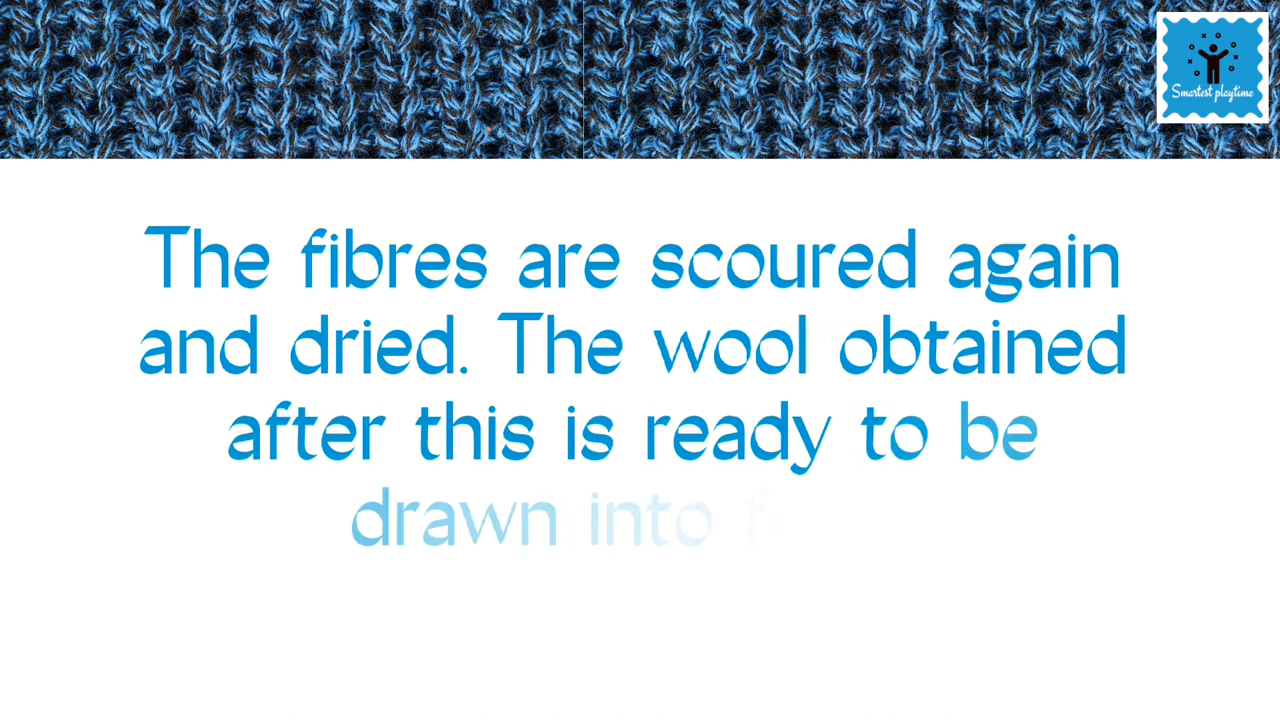 Smartest playtime
The fibres are scoured again
and dried. The wool obtained
after this is ready to be
drawn into